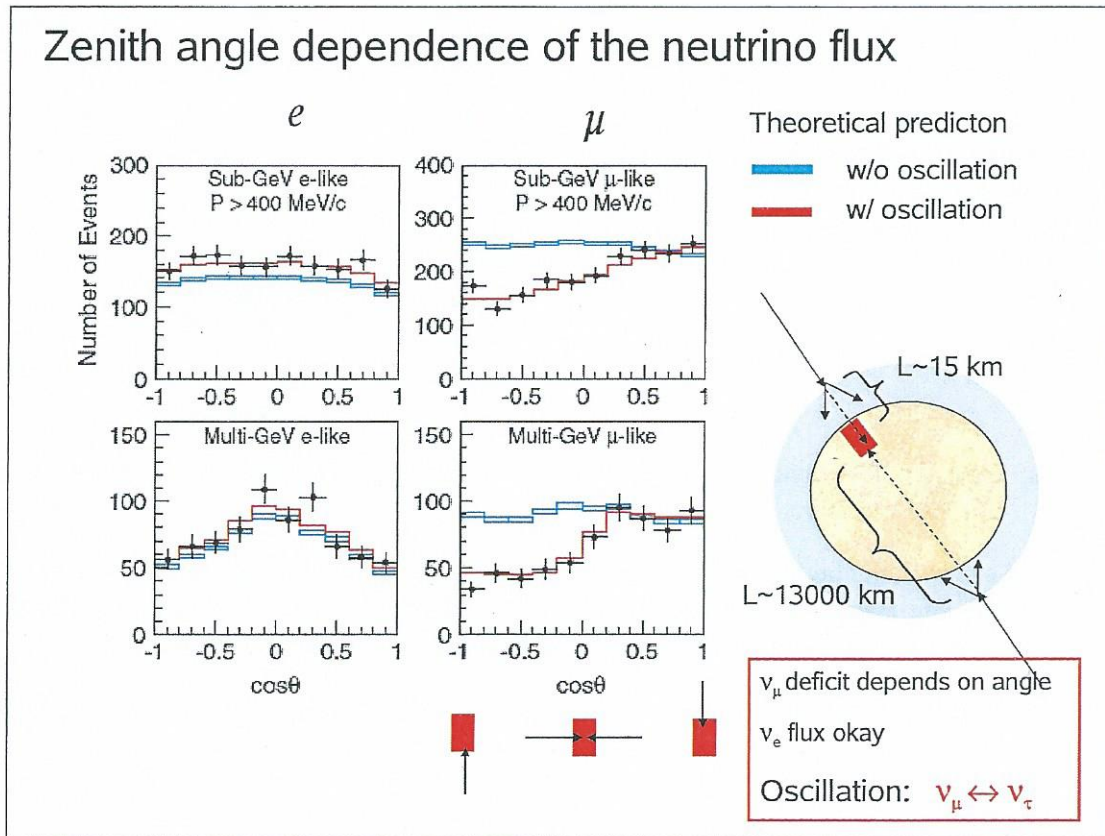 Zenith angle dependence of the neutrino flux
e
μ
Theoretical predicton
w/o oscillation
w/ oscillation
Number of Events
300
200
100
0
Sub-GeV e-like
P > 400 MeV/c
-1
-0.5
0
0.5
1
400
300
200
100
0
Sub-GeV μ-like
P > 400 MeV/c
-1
-0.5
0
0.5
1
150
100
50
0
Multi-GeV e-like
-1
-0.5
0
0.5
1
cosθ
150
100
50
0
Multi-GeV μ-like
-1
-0.5
0
0.5
1
cosθ
L~15 km
L~13000 km
νμ deficit depends on angle
νe flux okay
Oscillation: νμ ↔ ντ